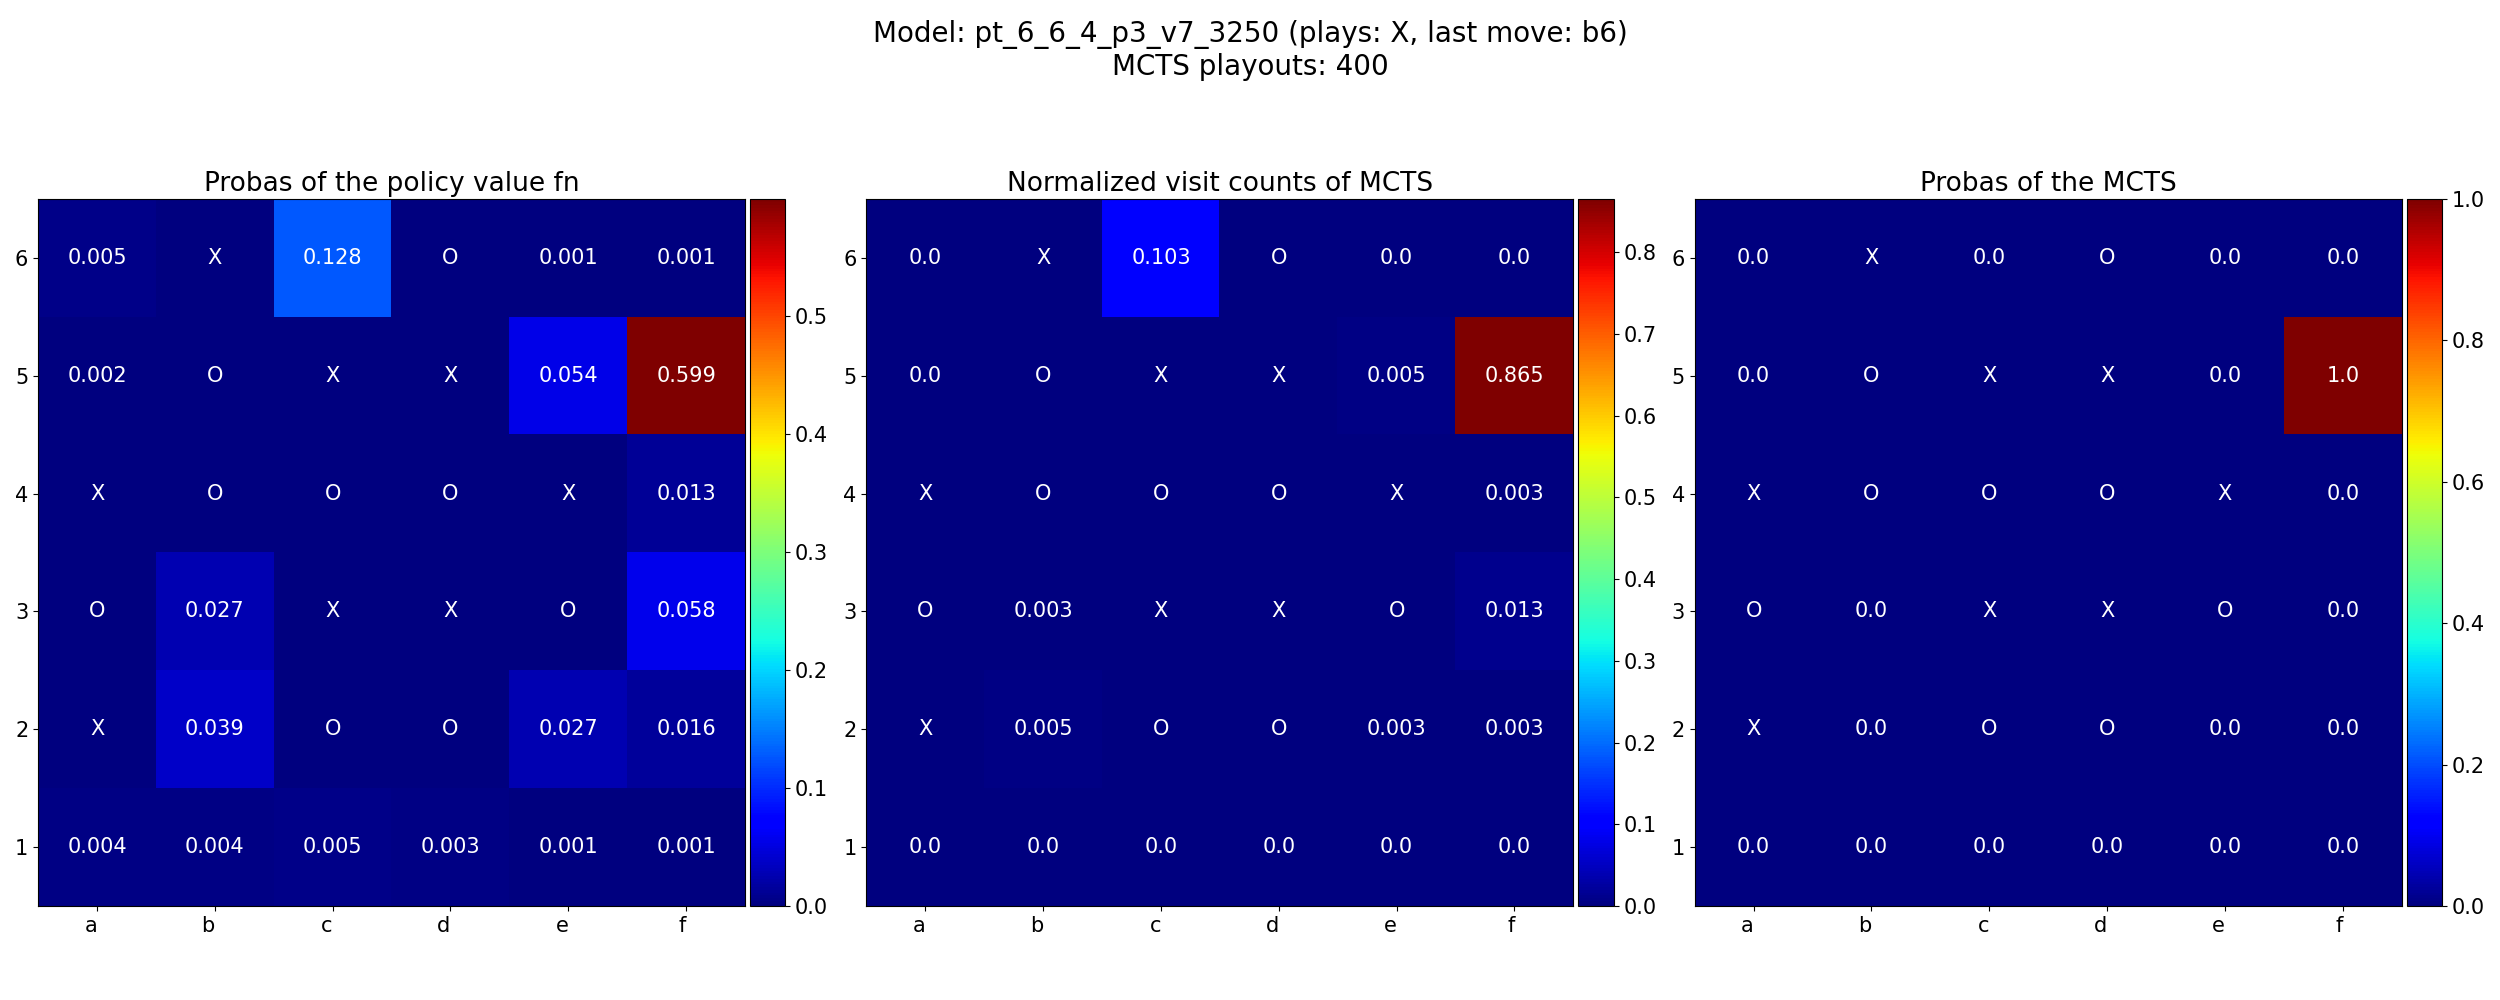 Model: pt_6_6_4_p3_v7_3250 (plays: X, last move: b6)
MCTS playouts: 400
Probas of the policy value fn
6 0.005 X 0.128 O 0.001 0.001
5 0.002 O X X 0.054 0.599
4 X O O O X 0.013
3 O 0.027 X X O 0.058
2 X 0.039 O O 0.027 0.016
1 0.004 0.004 0.005 0.003 0.001 0.001
a b c d e f
0.5
0.4
0.3
0.2
0.1
0.0
Normalized visit counts of MCTS
6 0.0 X 0.103 O 0.0 0.0
5 0.0 O X X 0.005 0.865
4 X O O O X 0.003
3 O 0.003 X X O 0.013
2 X 0.005 O O 0.003 0.003
1 0.0 0.0 0.0 0.0 0.0 0.0
a b c d e f
0.8
0.7
0.6
0.5
0.4
0.3
0.2
0.1
0.0
Probas of the MCTS
6 0.0 X 0.0 O 0.0 0.0
5 0.0 O X X 0.0 1.0
4 X O O O X 0.0
3 O 0.0 X X O 0.0
2 X 0.0 O O 0.0 0.0
1 0.0 0.0 0.0 0.0 0.0 0.0
a b c d e f
1.0
0.8
0.6
0.4
0.2
0.0